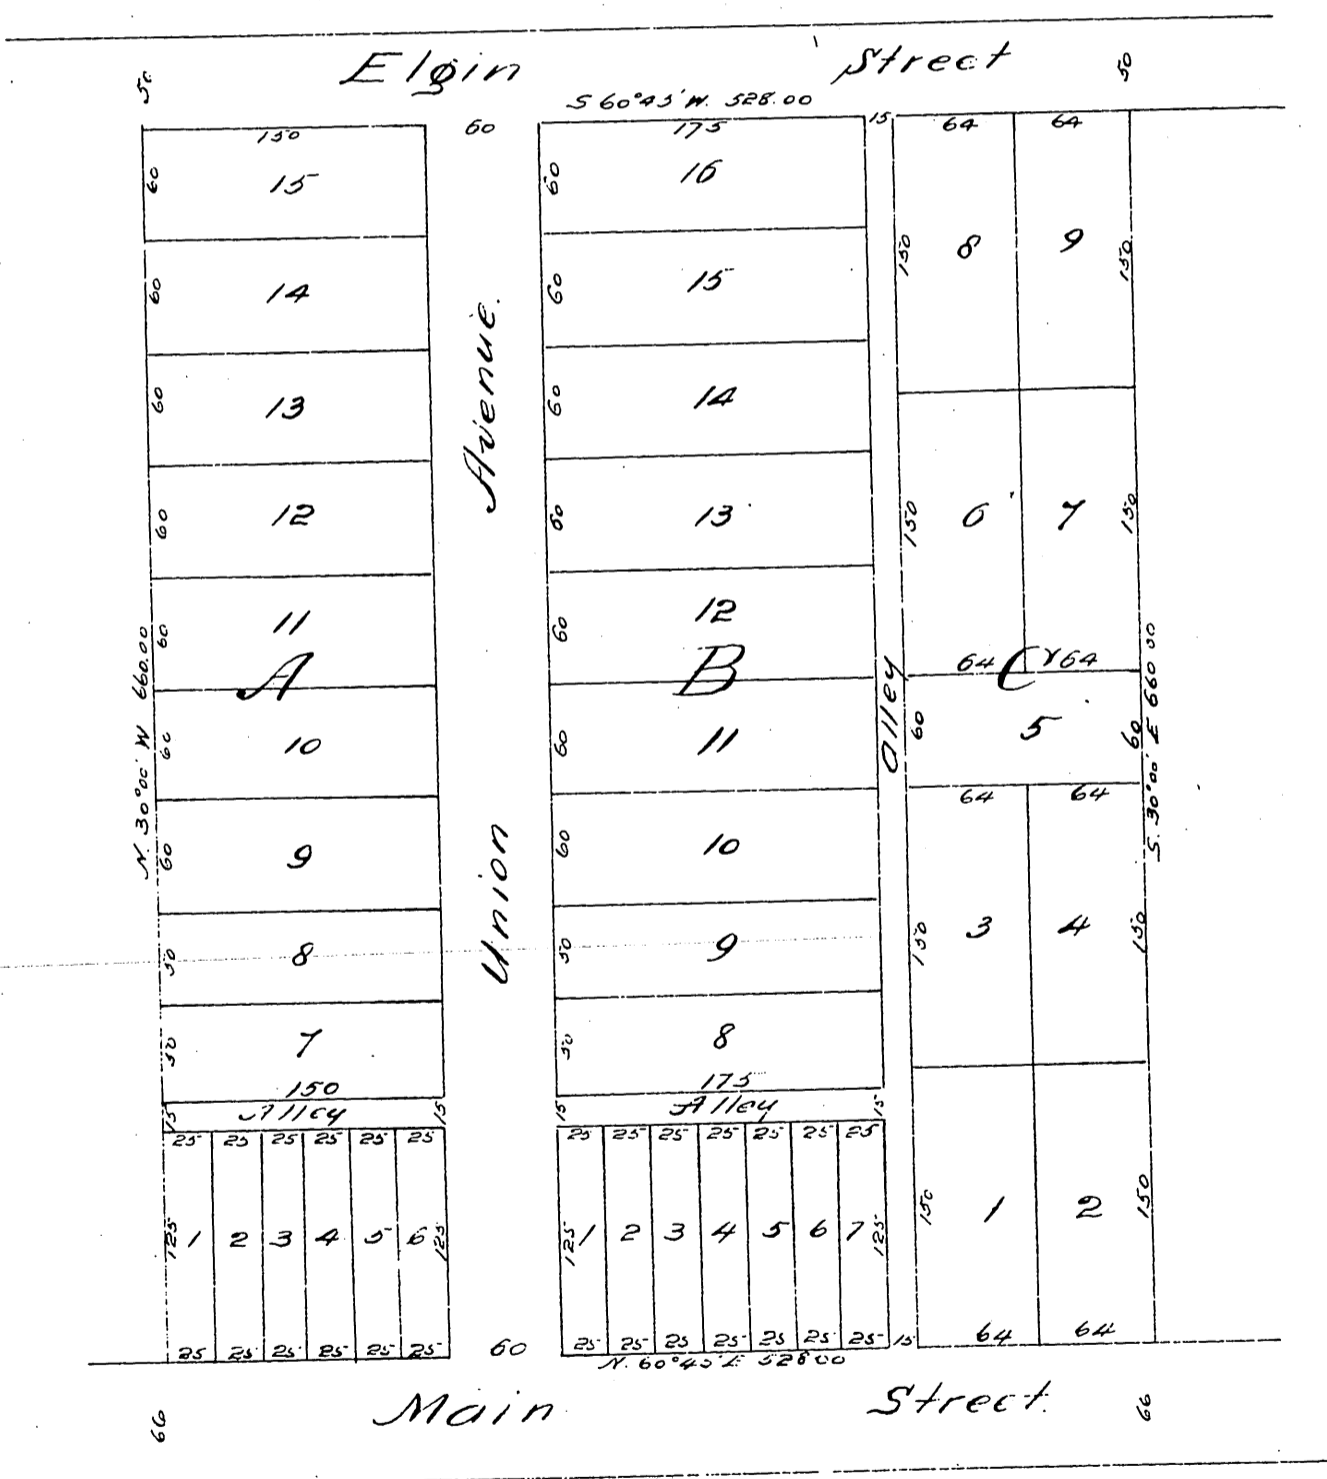 Elgin Street
50 50
S 60°45' W. 528.00
150 60 175 15 64 64
60 15 60 16
150 8 9 150
60 14 60 15
60 13 60 14
60 12 60 13 150 6 7 150
Avenue.
60 11 60 12
A B C
64 64
N. 30°00' W 660.00
Alley
S. 30°00' E 660 00
60 10 60 11 60 5 60
64 64
60 9 60 10
Union
50 8 50 9 150 3 4 150
50 7 50 8
150 175
15 Alley 15 15 Alley 15
25 25 25 25 25 25 25 25 25 25 25 25 25
125 1 2 3 4 5 6 125 125 1 2 3 4 5 6 7 125 150 1 2 150
25 25 25 25 25 25 60 25 25 25 25 25 25 25 15 64 64
N. 60°45' E 528 00
66 Main Street. 66